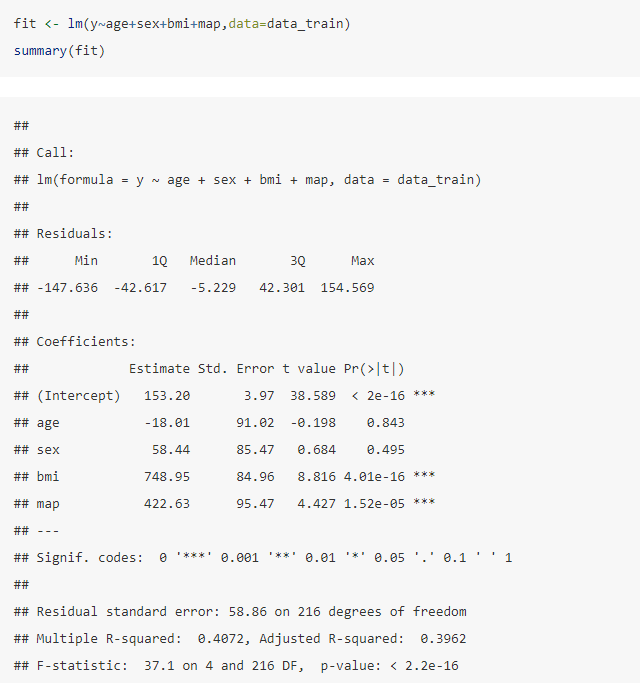 fit <- lm(y~age+sex+bmi+map,data=data_train)
summary(fit)
##
## Call:
## lm(formula = y ~ age + sex + bmi + map, data = data_train)
##
## Residuals:
##      Min       1Q   Median       3Q      Max
## -147.636  -42.617   -5.229   42.301  154.569
##
## Coefficients:
##             Estimate Std. Error t value Pr(>|t|)
## (Intercept)   153.20       3.97  38.589  < 2e-16 ***
## age           -18.01      91.02  -0.198    0.843
## sex            58.44      85.47   0.684    0.495
## bmi           748.95      84.96   8.816 4.01e-16 ***
## map           422.63      95.47   4.427 1.52e-05 ***
## ---
## Signif. codes:  0 '***' 0.001 '**' 0.01 '*' 0.05 '.' 0.1 ' ' 1
##
## Residual standard error: 58.86 on 216 degrees of freedom
## Multiple R-squared:  0.4072, Adjusted R-squared:  0.3962
## F-statistic:  37.1 on 4 and 216 DF,  p-value: < 2.2e-16